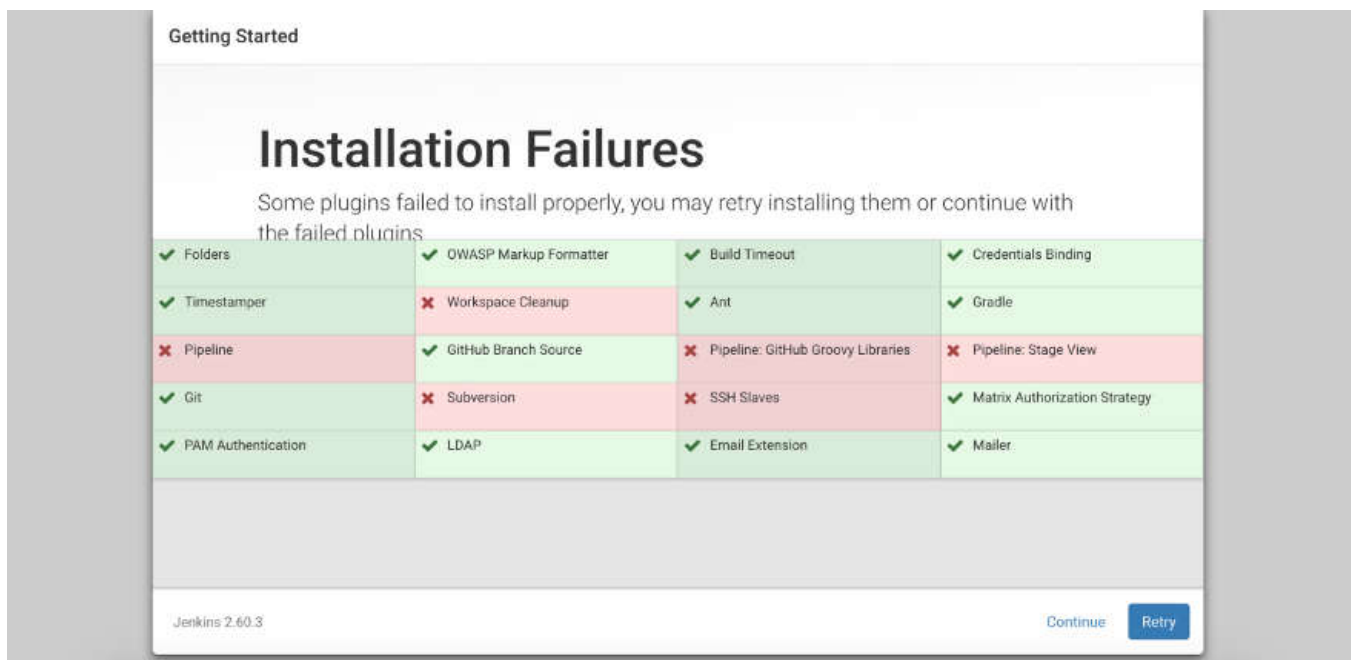 Getting Started
Installation Failures
Some plugins failed to install properly, you may retry installing them or continue with
the failed plugins
Folders OWASP Markup Formatter Build Timeout Credentials Binding
Timestamper Workspace Cleanup Ant Gradle
Pipeline GitHub Branch Source Pipeline: GitHub Groovy Libraries Pipeline: Stage View
Git Subversion SSH Slaves Matrix Authorization Strategy
PAM Authentication LDAP Email Extension Mailer
Jenkins 2.60.3 Continue Retry